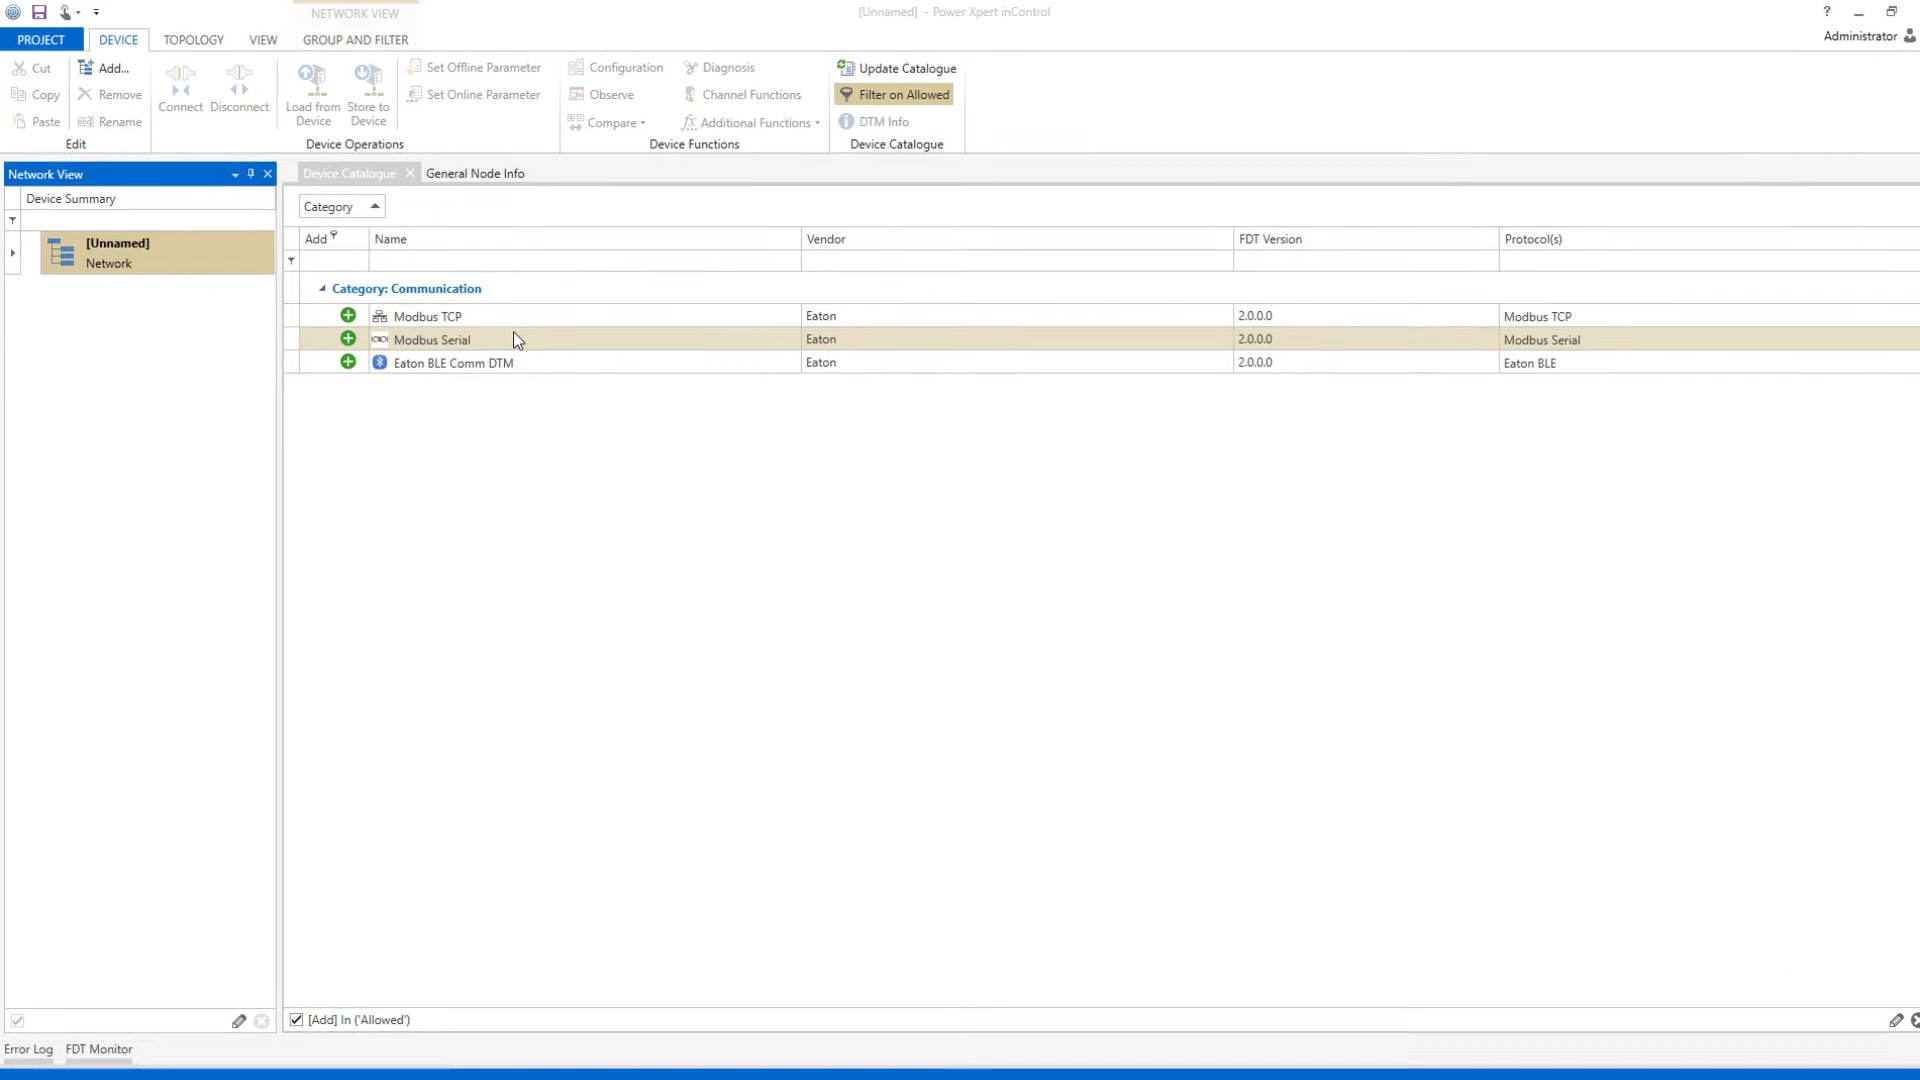 NETWORK VIEW
[Unnamed] - Power Xpert inControl
?
PROJECT
DEVICE
TOPOLOGY
VIEW
GROUP AND FILTER
Administrator
Cut
Copy
Paste
Add...
Remove
Rename
Edit
Connect
Disconnect
Load from Device
Store to Device
Set Offline Parameter
Set Online Parameter
Device Operations
Configuration
Observe
Compare
Diagnosis
Channel Functions
Additional Functions
Device Functions
Update Catalogue
Filter on Allowed
DTM Info
Device Catalogue
Network View
Device Summary
[Unnamed]
Network
Device Catalogue
General Node Info
Category
Add Name Vendor FDT Version Protocol(s)
Category: Communication
Modbus TCP Eaton 2.0.0.0 Modbus TCP
Modbus Serial Eaton 2.0.0.0 Modbus Serial
Eaton BLE Comm DTM Eaton 2.0.0.0 Eaton BLE
[Add] In ('Allowed')
Error Log
FDT Monitor